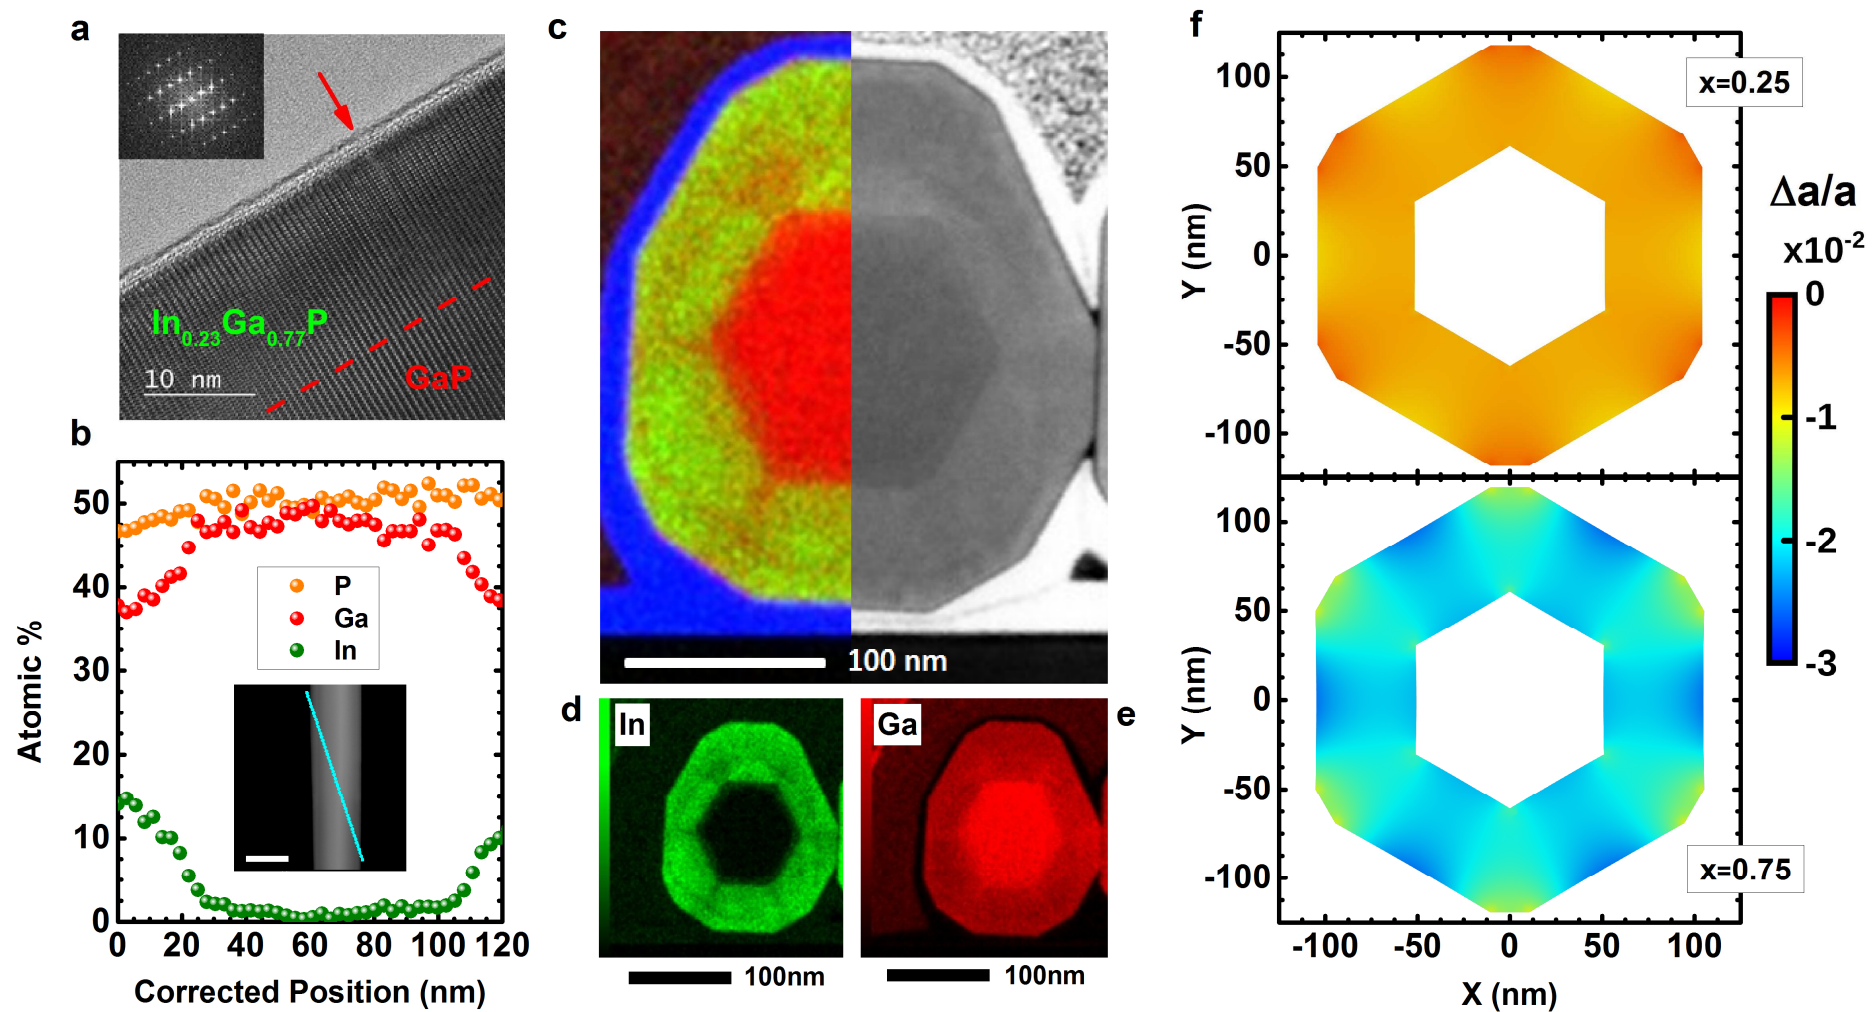 a
In0.23Ga0.77P
GaP
10 nm
b
Atomic %
50
40
30
20
10
0
P
Ga
In
0 20 40 60 80 100 120
Corrected Position (nm)
c
100 nm
d
In
100nm
Ga
e
100nm
f
x=0.25
Y (nm)
100
50
0
-50
-100
x=0.75
Y (nm)
100
50
0
-50
-100
-100 -50 0 50 100
X (nm)
Δa/a
x10-2
0
-1
-2
-3